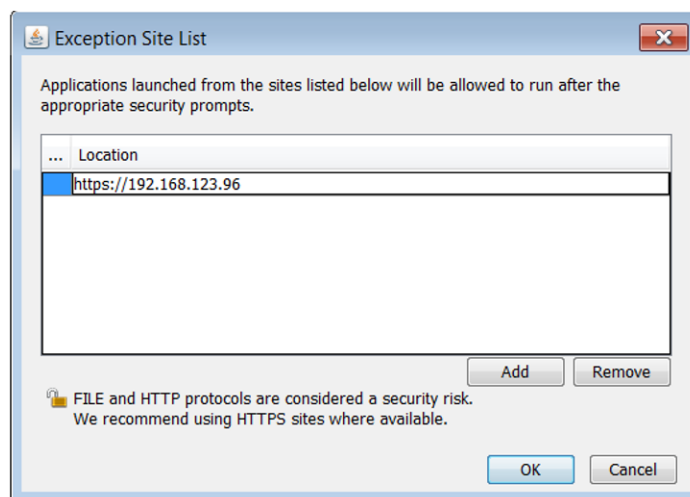 Exception Site List
Applications launched from the sites listed below will be allowed to run after the
appropriate security prompts.
... Location
https://192.168.123.96
Add Remove
FILE and HTTP protocols are considered a security risk.
We recommend using HTTPS sites where available.
OK Cancel